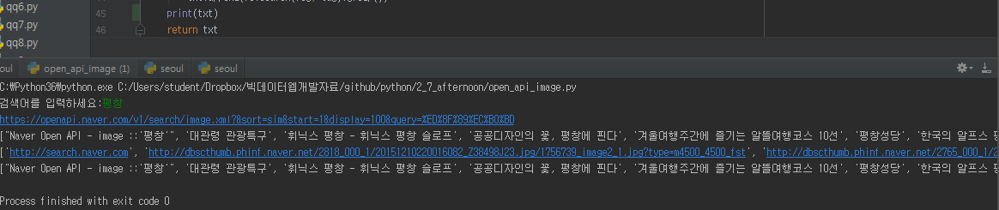 qq6.py
qq7.py
qq8.py
45 print(txt)
46 return txt
oul open_api_image (1) seoul seoul
C:\Python36\python.exe C:/Users/student/Dropbox/빅데이터웹개발자료/github/python/2_7_afternoon/open_api_image.py
검색어를 입력하세요:평창
https://openapi.naver.com/v1/search/image.xml?&sort=sim&start=1&display=100&query=%ED%8F%89%EC%B0%BD
["Naver Open API - image ::'평창'", '대관령 관광특구', '휘닉스 평창 - 휘닉스 평창 슬로프', '공공디자인의 꽃, 평창에 핀다', '겨울여행주간에 즐기는 알뜰여행코스 10선', '평창성당', '한국의 알프스 평
['http://search.naver.com', 'http://dbscthumb.phinf.naver.net/2818_000_1/20151210220016082_Z38498J23.jpg/1756739_image2_1.jpg?type=m4500_4500_fst', 'http://dbscthumb.phinf.naver.net/2765_000_1/2
["Naver Open API - image ::'평창'", '대관령 관광특구', '휘닉스 평창 - 휘닉스 평창 슬로프', '공공디자인의 꽃, 평창에 핀다', '겨울여행주간에 즐기는 알뜰여행코스 10선', '평창성당', '한국의 알프스 평
Process finished with exit code 0